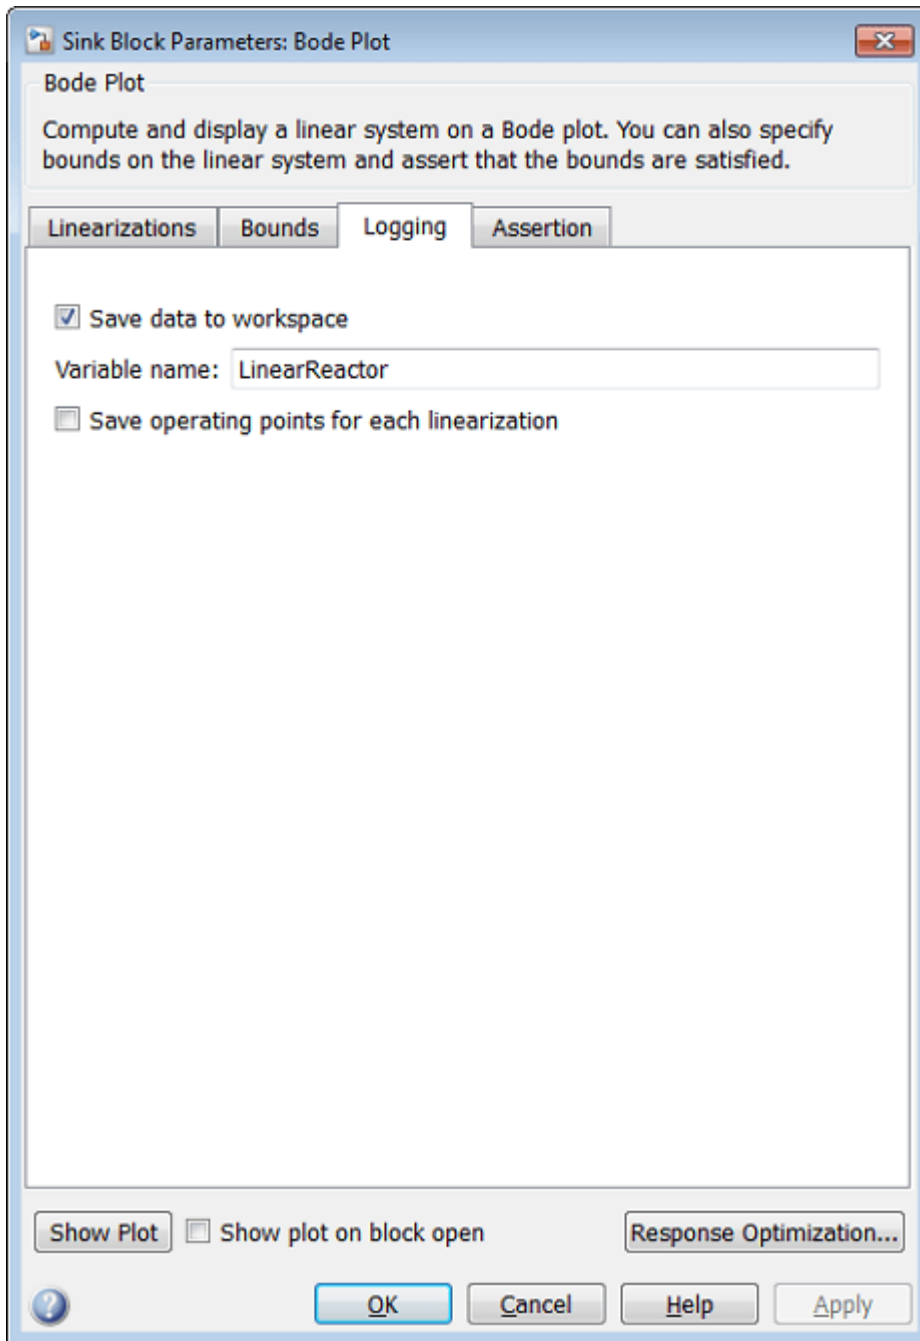 Sink Block Parameters: Bode Plot
Bode Plot
Compute and display a linear system on a Bode plot. You can also specify
bounds on the linear system and assert that the bounds are satisfied.
Linearizations Bounds Logging Assertion
Save data to workspace
Variable name: LinearReactor
Save operating points for each linearization
Show Plot Show plot on block open Response Optimization...
? OK Cancel Help Apply